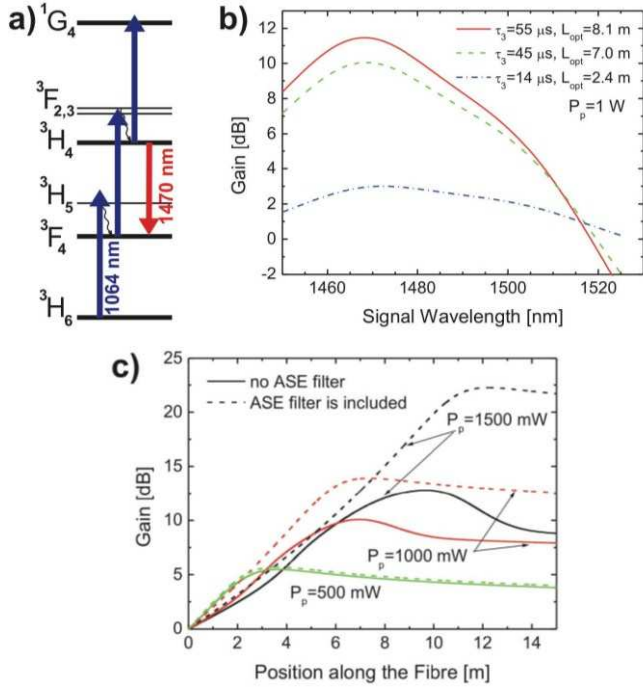 a)
¹G₄
³F₂,₃
³H₄
³H₅
³F₄
³H₆
1064 nm
1470 nm
b)
τ₃=55 μs, L_opt=8.1 m
τ₃=45 μs, L_opt=7.0 m
τ₃=14 μs, L_opt=2.4 m
P_p=1 W
12
10
8
6
4
2
0
-2
Gain [dB]
1460 1480 1500 1520
Signal Wavelength [nm]
c)
no ASE filter
ASE filter is included
P_p=1500 mW
P_p=1000 mW
P_p=500 mW
25
20
15
10
5
0
Gain [dB]
0 2 4 6 8 10 12 14
Position along the Fibre [m]